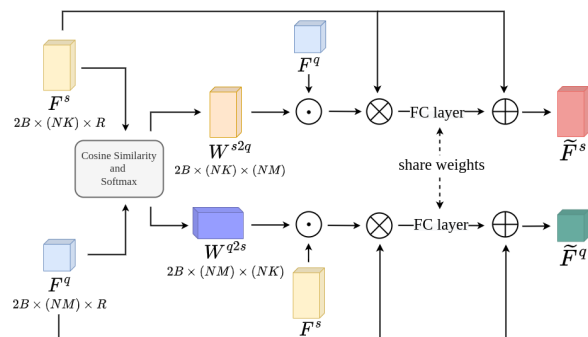 F^q
F^s
2B × (NK) × R
W^{s2q}
2B × (NK) × (NM)
FC layer
F̃^s
Cosine Similarity
and
Softmax
share weights
F^q
2B × (NM) × R
W^{q2s}
2B × (NM) × (NK)
FC layer
F̃^q
F^s